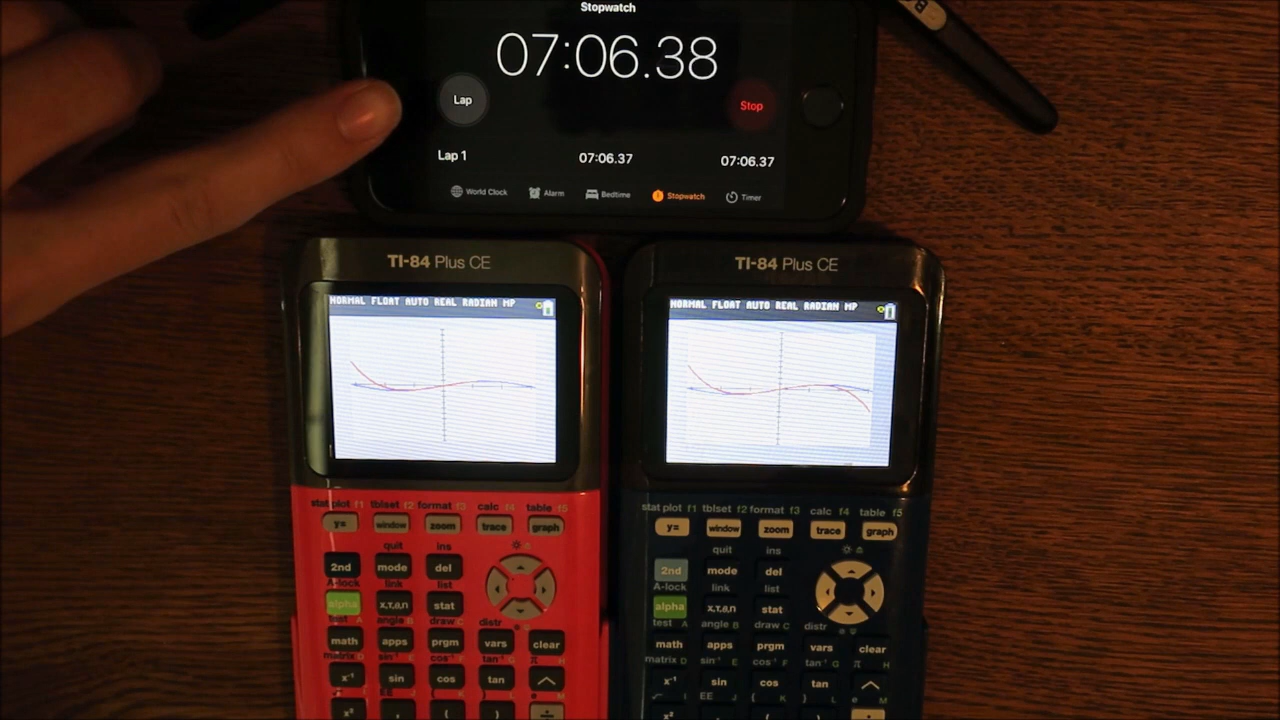 Stopwatch
07:06.38
Lap
Stop
Lap 1 07:06.37 07:06.37
World Clock Alarm Bedtime Stopwatch Timer
TI-84 Plus CE
NORMAL FLOAT AUTO REAL RADIAN MP
stat plot f1 tblset f2 format f3 calc f4 table f5
y= window zoom trace graph
quit ins
2nd mode del
A-lock link list
alpha x,T,θ,n stat
test A angle B draw C distr
math apps prgm vars clear
matrix D sin⁻¹ E cos⁻¹ F tan⁻¹ G π H
x⁻¹ sin cos tan ^
x² , ( ) ÷
TI-84 Plus CE
NORMAL FLOAT AUTO REAL RADIAN MP
stat plot f1 tblset f2 format f3 calc f4 table f5
y= window zoom trace graph
quit ins
2nd mode del
A-lock link list
alpha x,T,θ,n stat
test A angle B draw C distr
math apps prgm vars clear
matrix D sin⁻¹ E cos⁻¹ F tan⁻¹ G π H
x⁻¹ sin cos tan ^
√ I EE J { K } L e M
x² , ( ) ÷